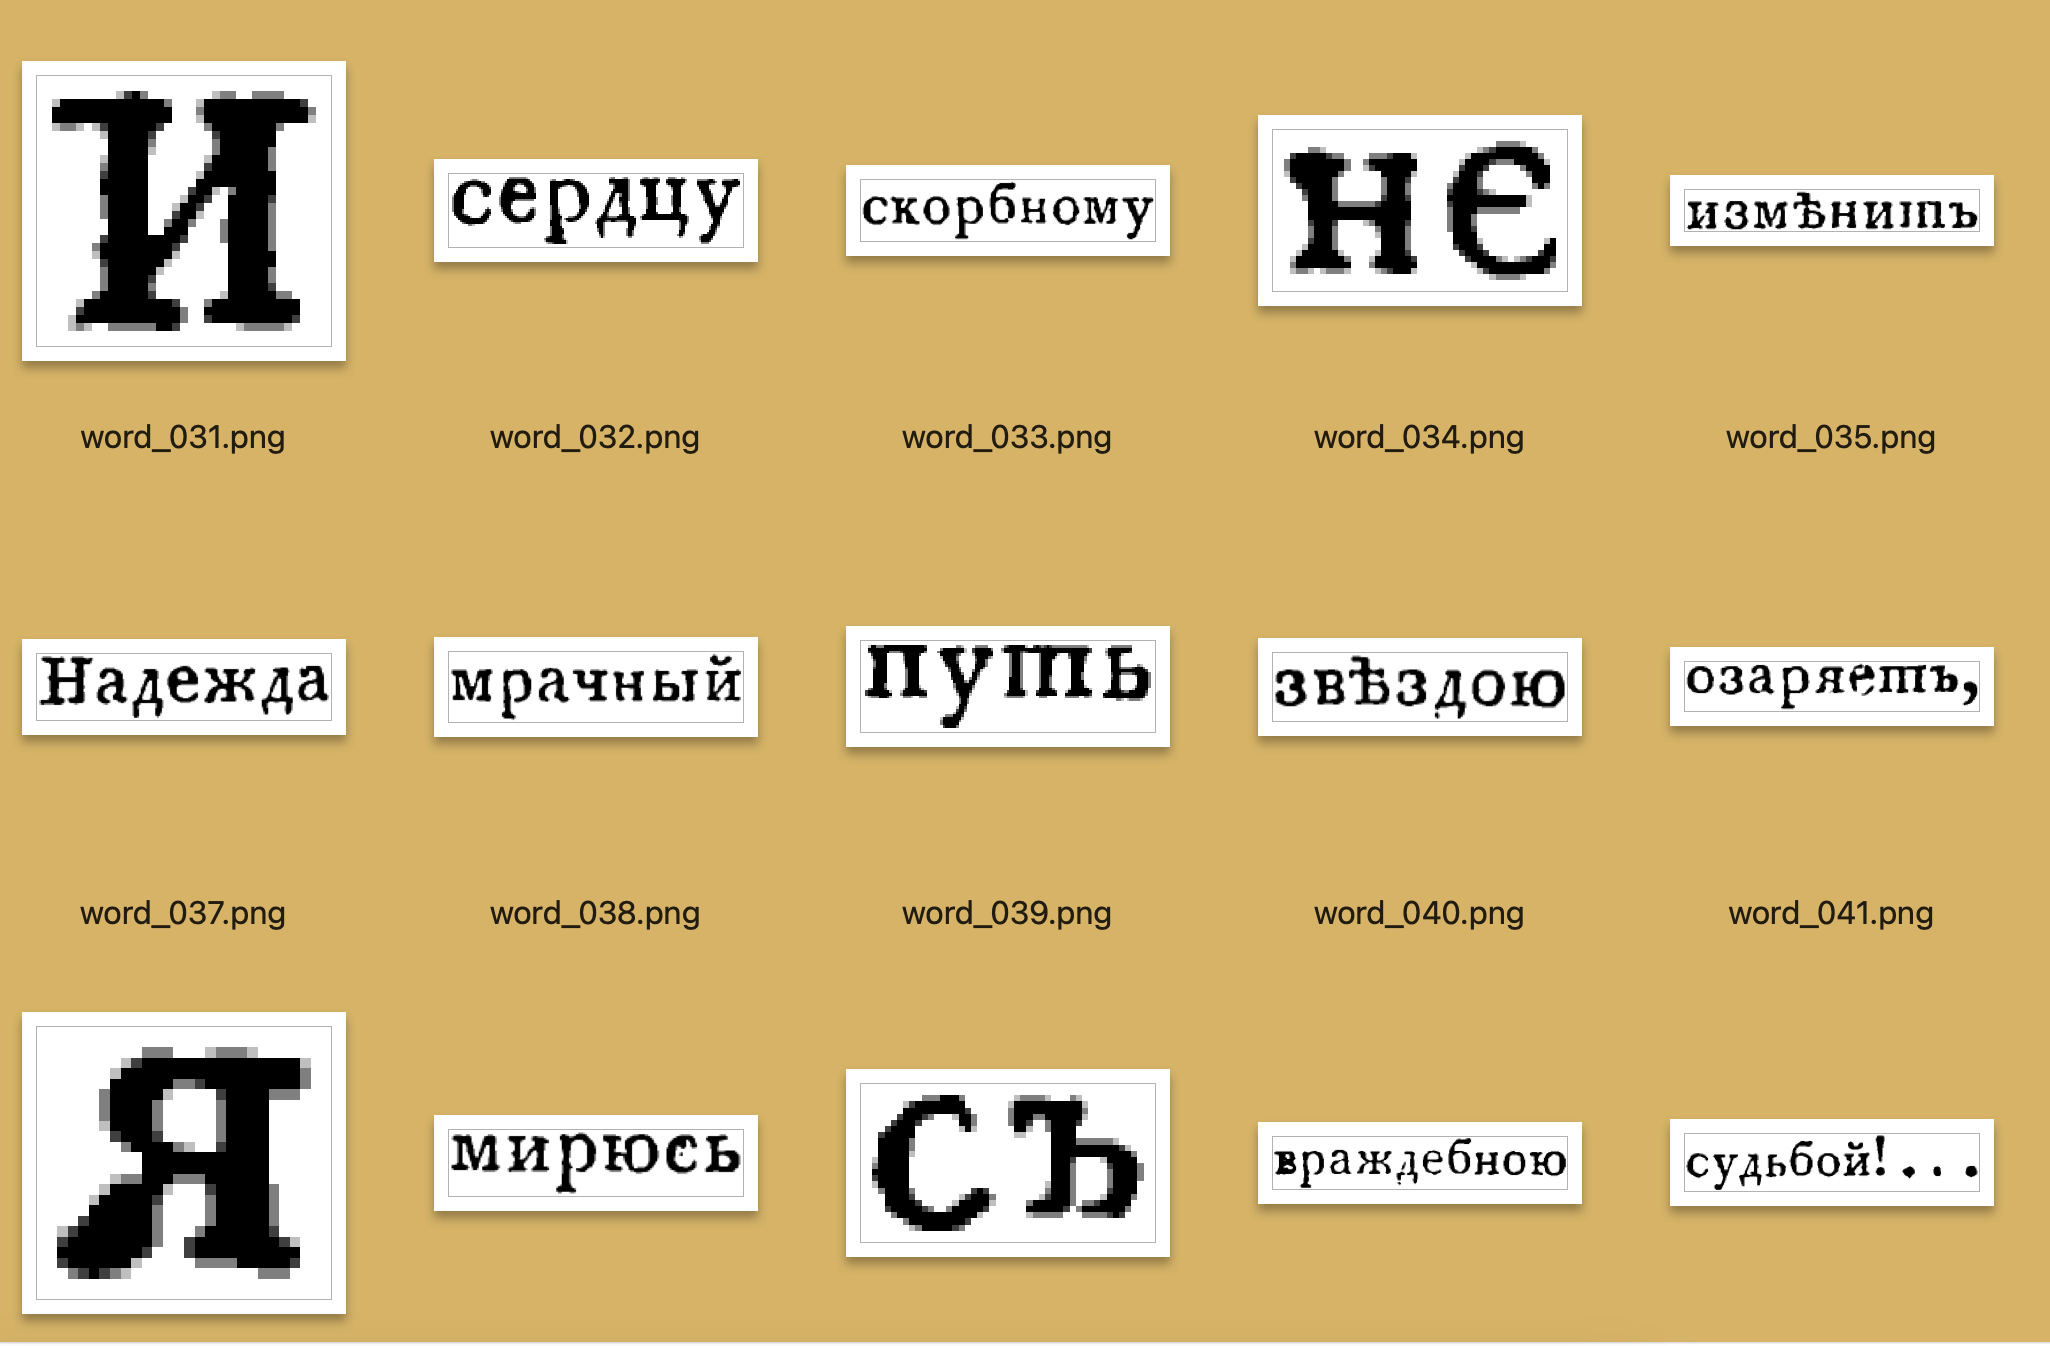 И сердцу скорбному не измѣнитъ
word_031.png word_032.png word_033.png word_034.png word_035.png
Надежда мрачный путь звѣздою озаряетъ,
word_037.png word_038.png word_039.png word_040.png word_041.png
Я мирюсь съ враждебною судьбой!...